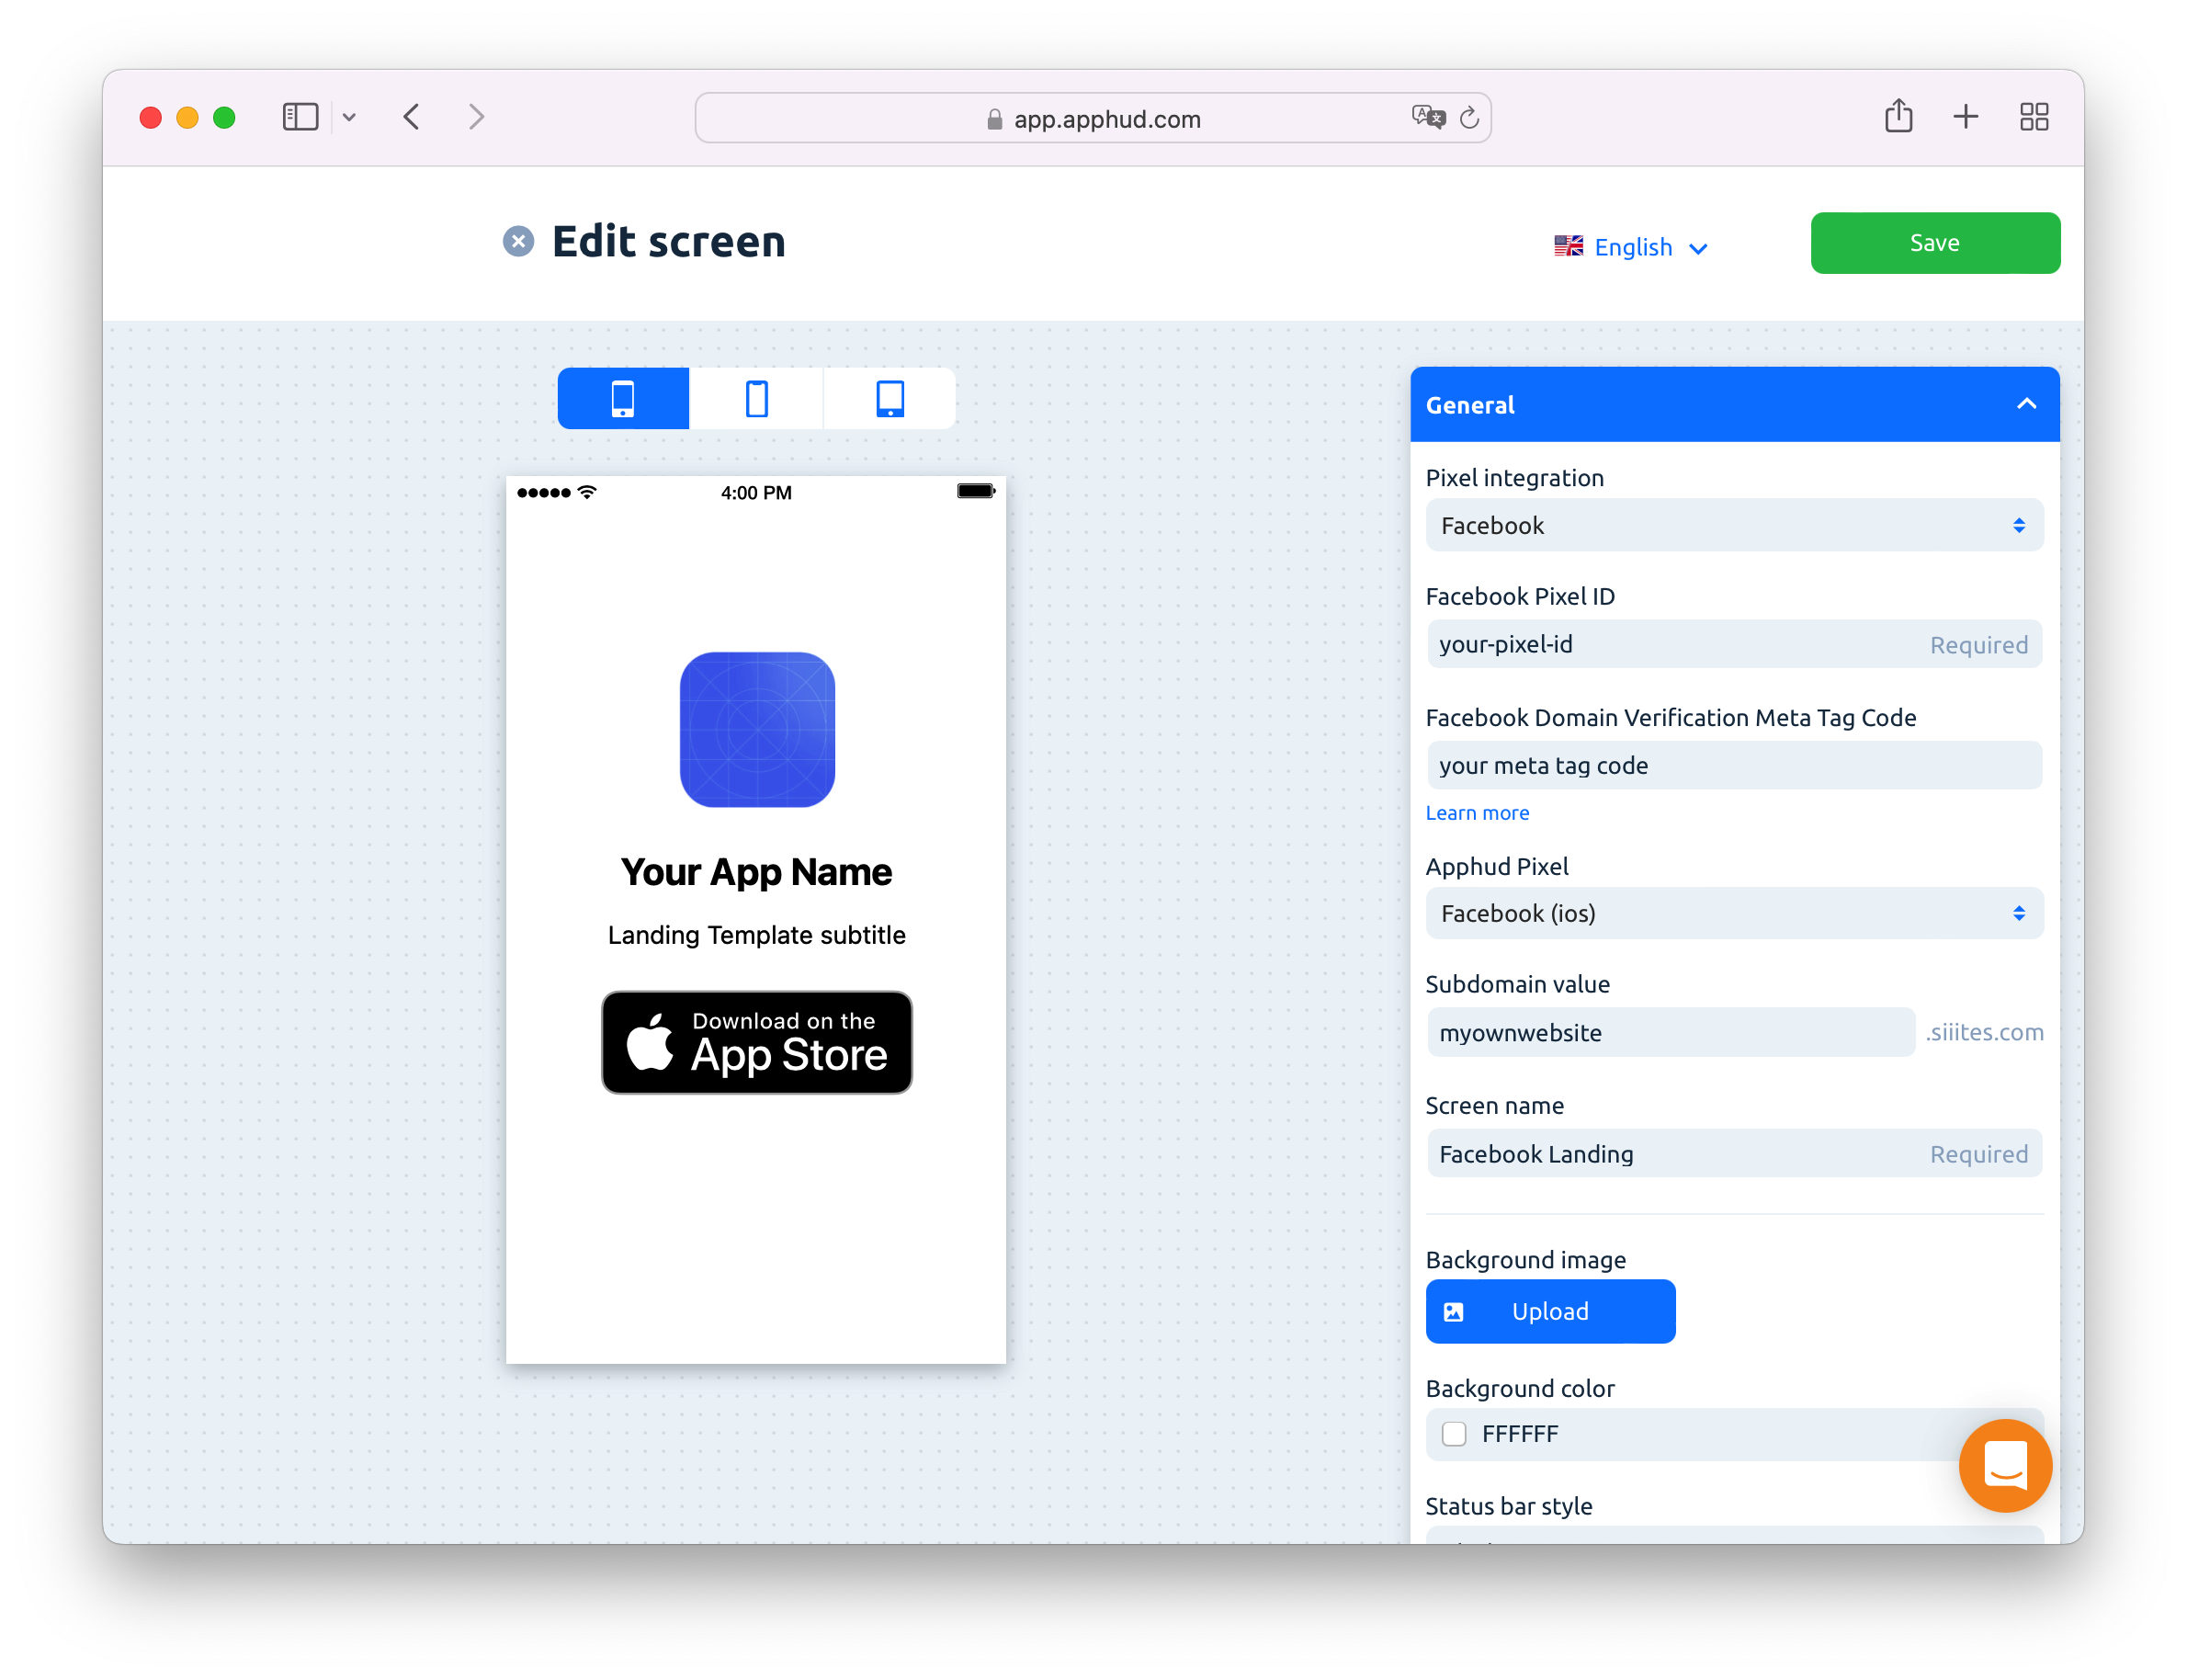 app.apphud.com
Edit screen
English
Save
4:00 PM
Your App Name
Landing Template subtitle
Download on the
App Store
General
Pixel integration
Facebook
Facebook Pixel ID
your-pixel-id Required
Facebook Domain Verification Meta Tag Code
your meta tag code
Learn more
Apphud Pixel
Facebook (ios)
Subdomain value
myownwebsite .siiites.com
Screen name
Facebook Landing Required
Background image
Upload
Background color
FFFFFF
Status bar style